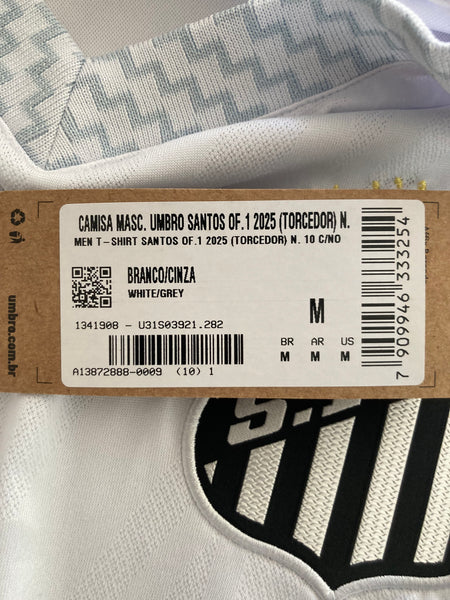 CAMISA MASC. UMBRO SANTOS OF.1 2025 (TORCEDOR) N.
MEN T-SHIRT SANTOS OF.1 2025 (TORCEDOR) N. 10 C/NO
BRANCO/CINZA
WHITE/GREY
M
1341908 - U31S03921.282
BR AR US
M M M
A13872888-0009 (10) 1
7 909946 333254
umbro.com.br